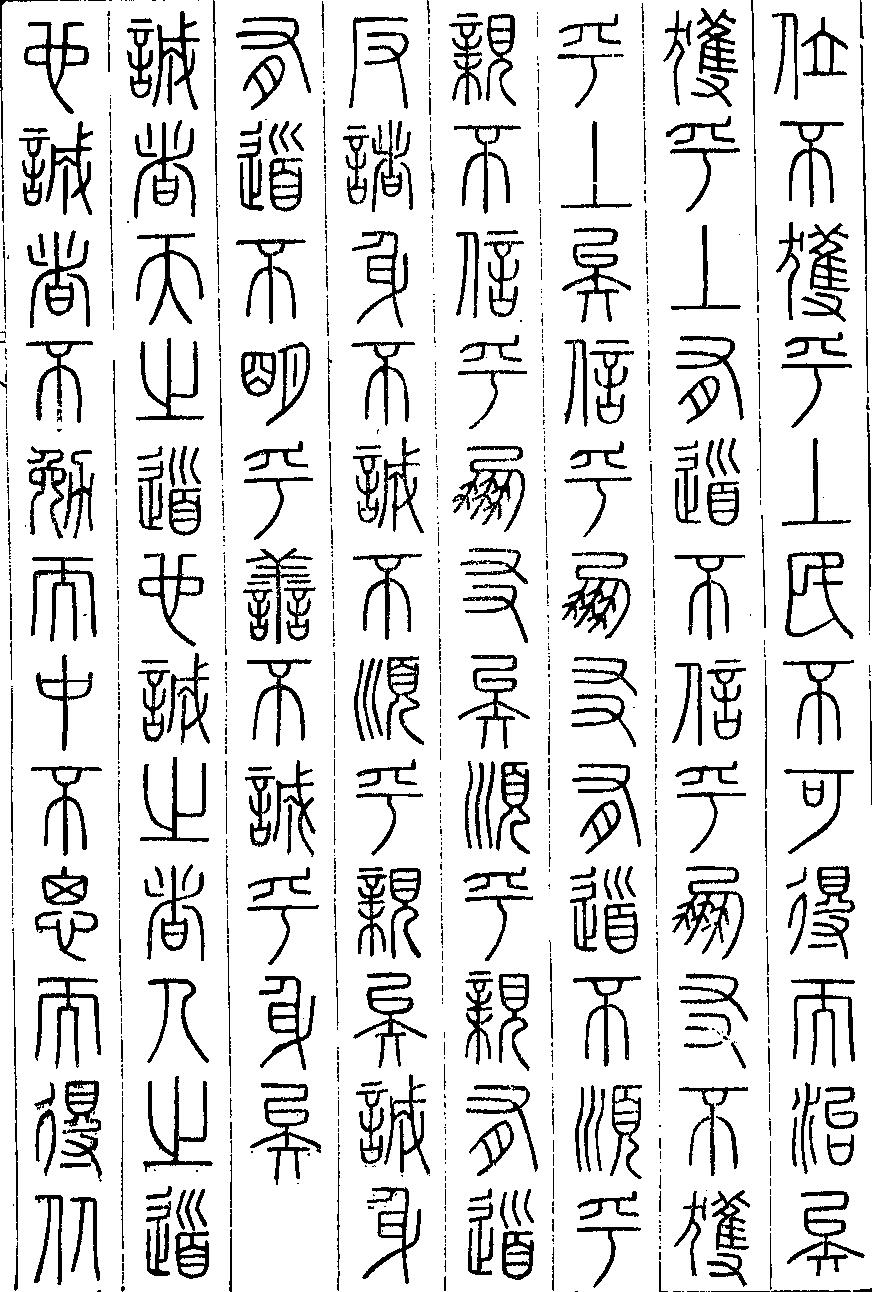 位不獲乎上民不可得而治矣
獲乎上有道不信乎朋友不獲
乎上矣信乎朋友有道不順乎
親不信乎朋友矣順乎親有道
反諸身不誠不順乎親矣誠身
有道不明乎善不誠乎身矣
誠者天之道也誠之者人之道
也誠者不勉而中不思而得从